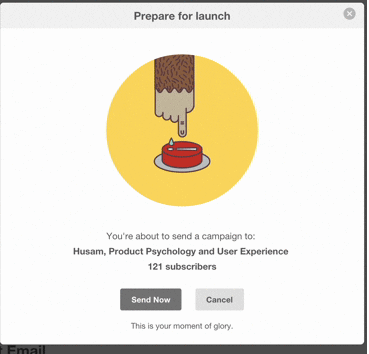 Prepare for launch
You're about to send a campaign to:
Husam, Product Psychology and User Experience
121 subscribers
Send Now
Cancel
This is your moment of glory.
Email